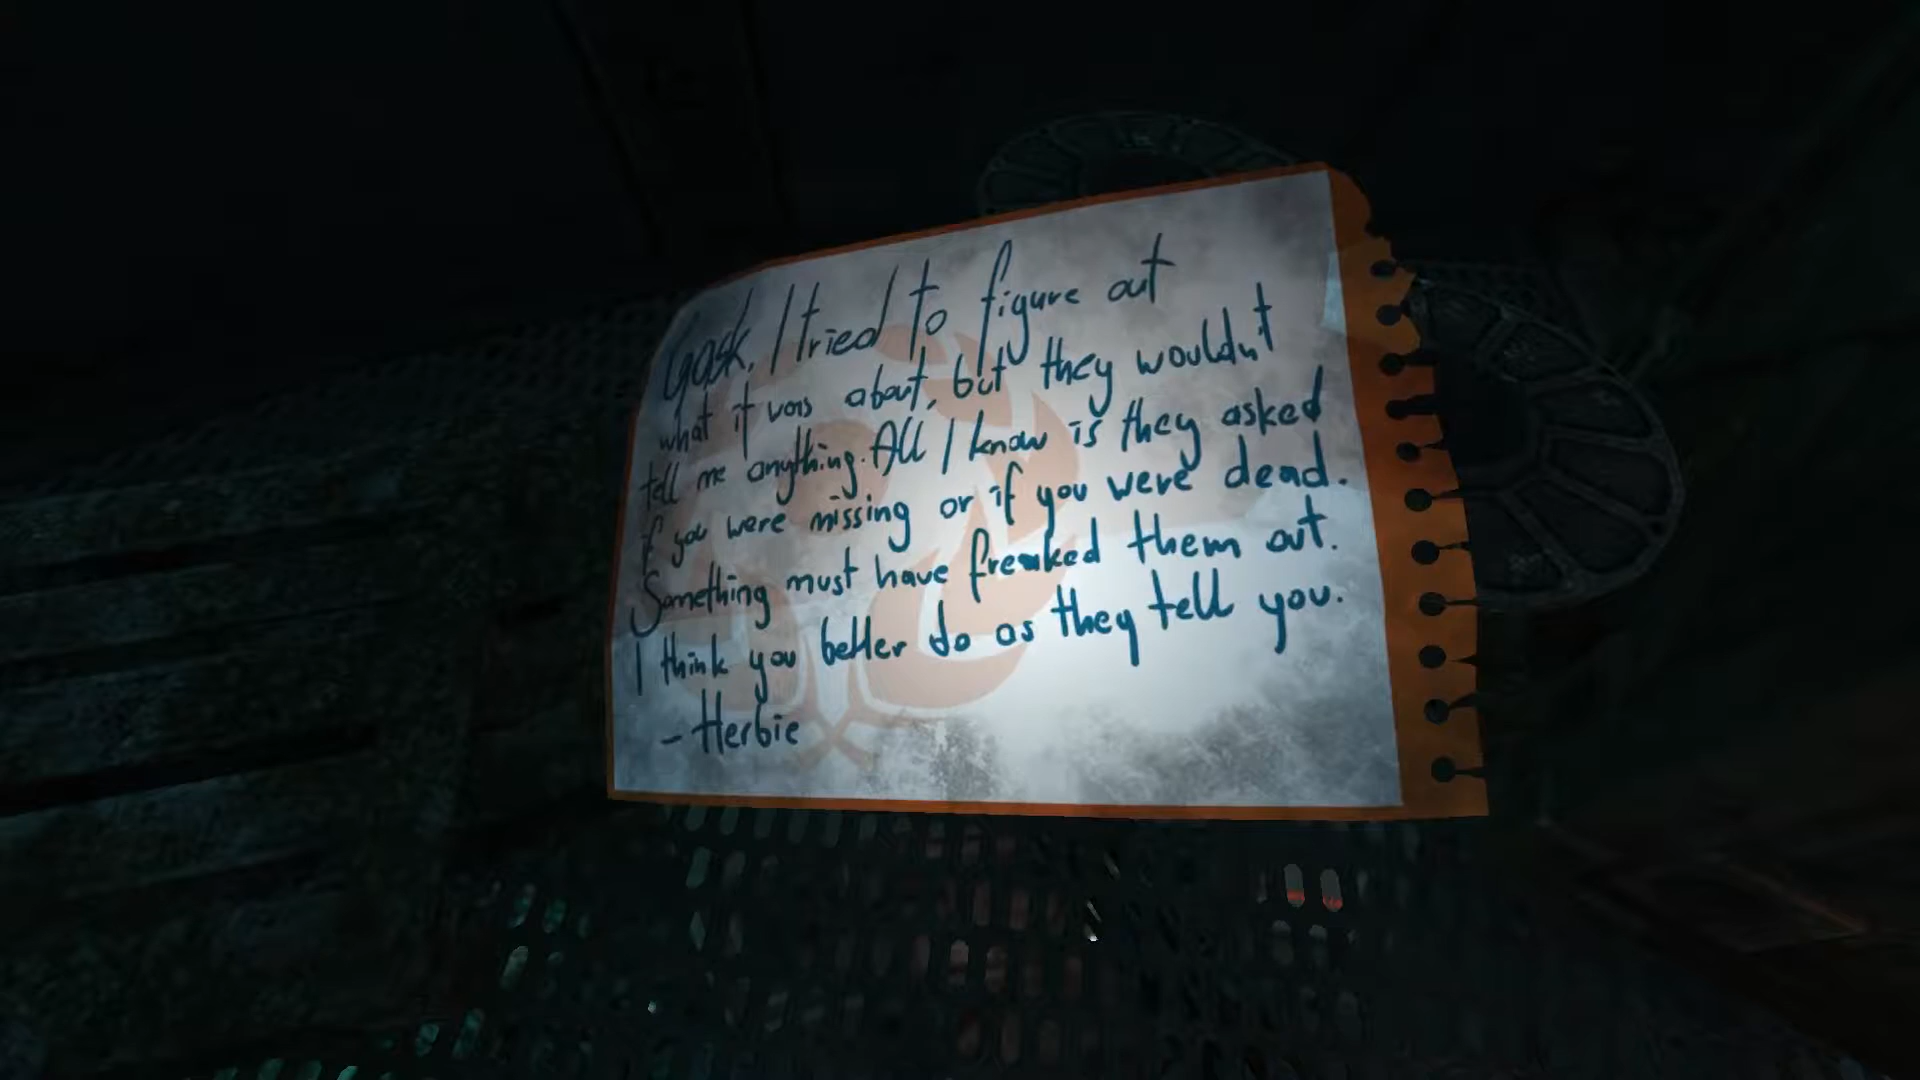 Gask, I tried to figure out
what it was about, but they wouldn't
tell me anything. All I know is they asked
if you were missing or if you were dead.
Something must have freaked them out.
I think you better do as they tell you.
- Herbie